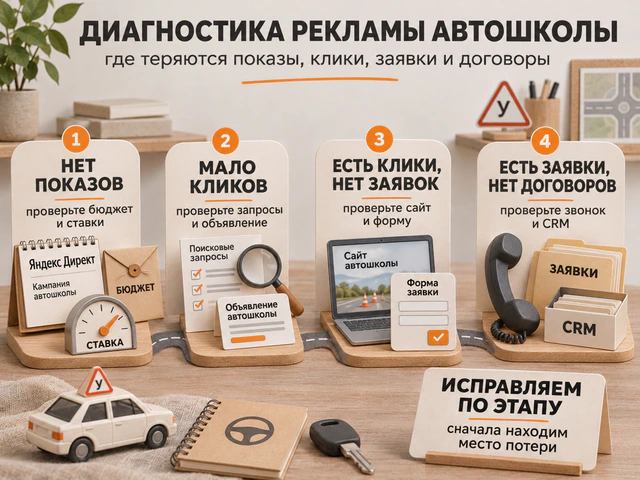 ДИАГНОСТИКА РЕКЛАМЫ АВТОШКОЛЫ
где теряются показы, клики, заявки и договоры
У
1
НЕТ
ПОКАЗОВ
проверьте бюджет
и ставки
Яндекс Директ
Кампания
автошколы
БЮДЖЕТ
СТАВКА
2
МАЛО
КЛИКОВ
проверьте запросы
и объявление
Поисковые
запросы
Объявление
автошколы
3
ЕСТЬ КЛИКИ,
НЕТ ЗАЯВОК
проверьте сайт
и форму
Сайт
автошколы
Форма
заявки
4
ЕСТЬ ЗАЯВКИ,
НЕТ ДОГОВОРОВ
проверьте звонок
и CRM
ЗАЯВКИ
CRM
У
ИСПРАВЛЯЕМ
ПО ЭТАПУ
сначала находим
место потери